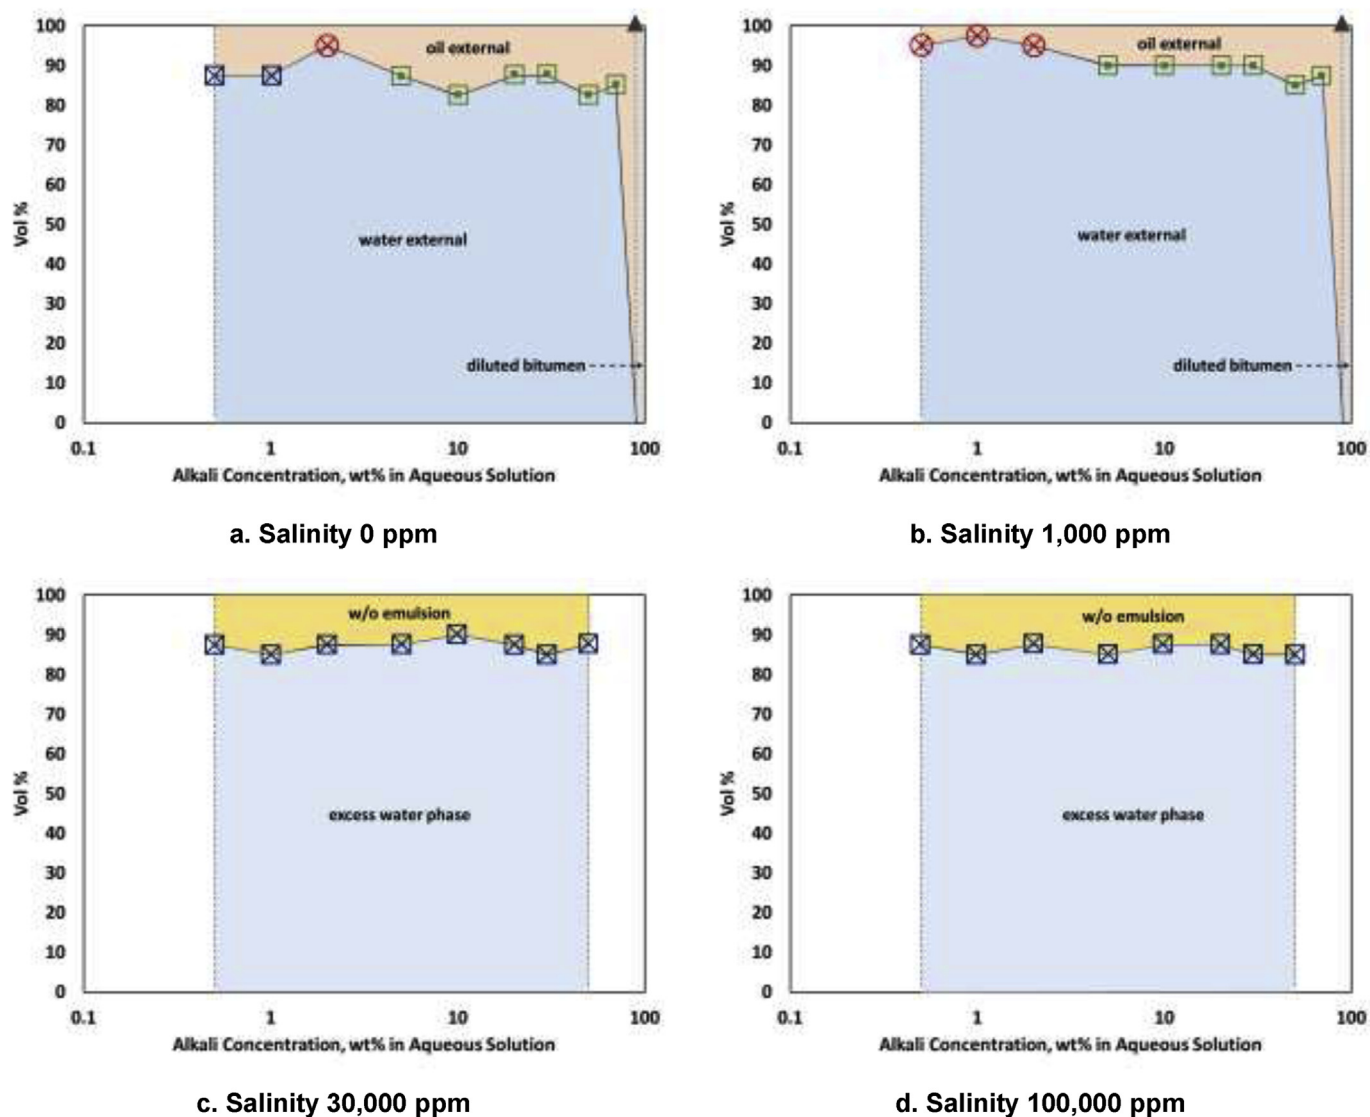 100
90
80
70
60
50
40
30
20
10
0
Vol %
oil external
water external
diluted bitumen
0.1 1 10 100
Alkali Concentration, wt% in Aqueous Solution
a. Salinity 0 ppm
100
90
80
70
60
50
40
30
20
10
0
Vol %
oil external
water external
diluted bitumen
0.1 1 10 100
Alkali Concentration, wt% in Aqueous Solution
b. Salinity 1,000 ppm
100
90
80
70
60
50
40
30
20
10
0
Vol %
w/o emulsion
excess water phase
0.1 1 10 100
Alkali Concentration, wt% in Aqueous Solution
c. Salinity 30,000 ppm
100
90
80
70
60
50
40
30
20
10
0
Vol %
w/o emulsion
excess water phase
0.1 1 10 100
Alkali Concentration, wt% in Aqueous Solution
d. Salinity 100,000 ppm